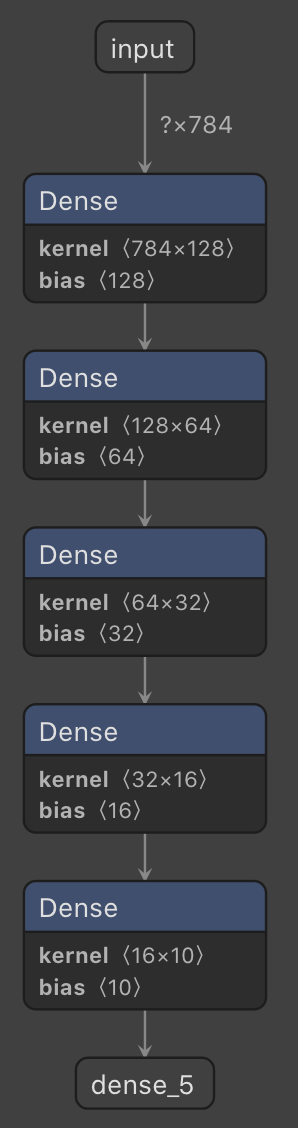 input
?×784
Dense
kernel 〈784×128〉
bias 〈128〉
Dense
kernel 〈128×64〉
bias 〈64〉
Dense
kernel 〈64×32〉
bias 〈32〉
Dense
kernel 〈32×16〉
bias 〈16〉
Dense
kernel 〈16×10〉
bias 〈10〉
dense_5